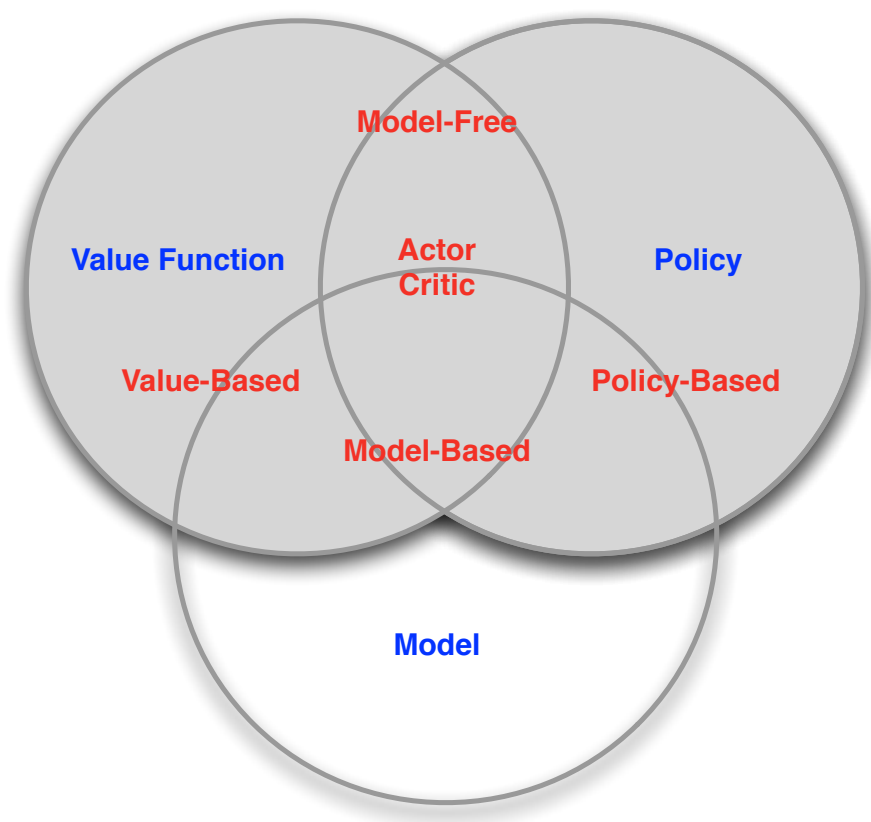 Model-Free
Value Function
Actor
Critic
Policy
Value-Based
Policy-Based
Model-Based
Model